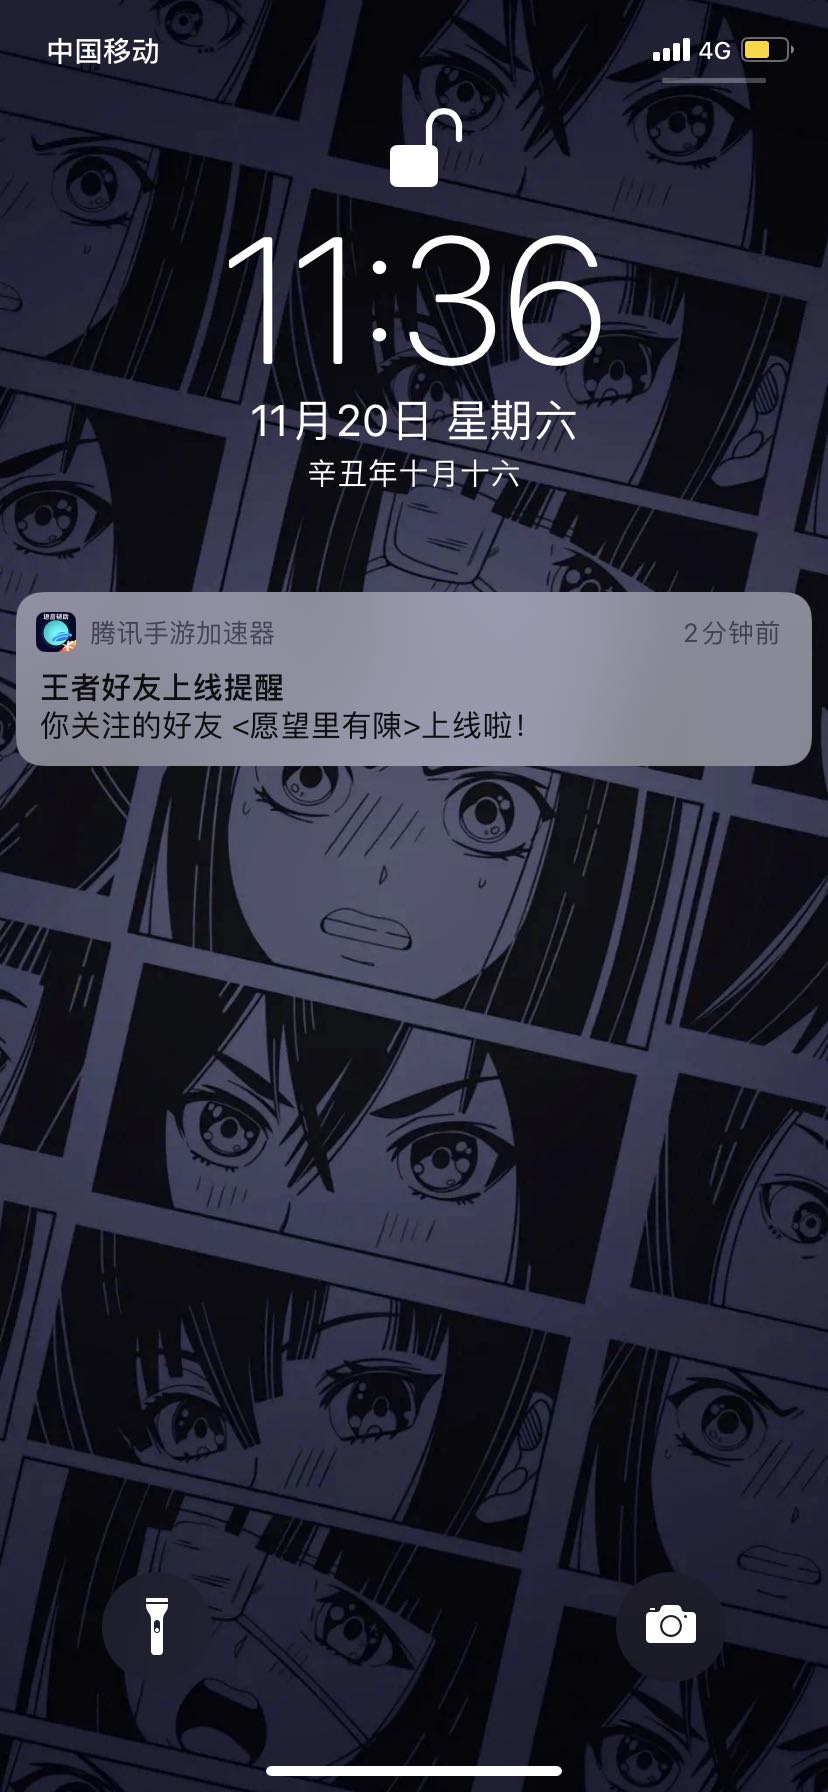 中国移动
4G
11:36
11月20日 星期六
辛丑年十月十六
腾讯手游加速器
2分钟前
王者好友上线提醒
你关注的好友 <愿望里有陳>上线啦!